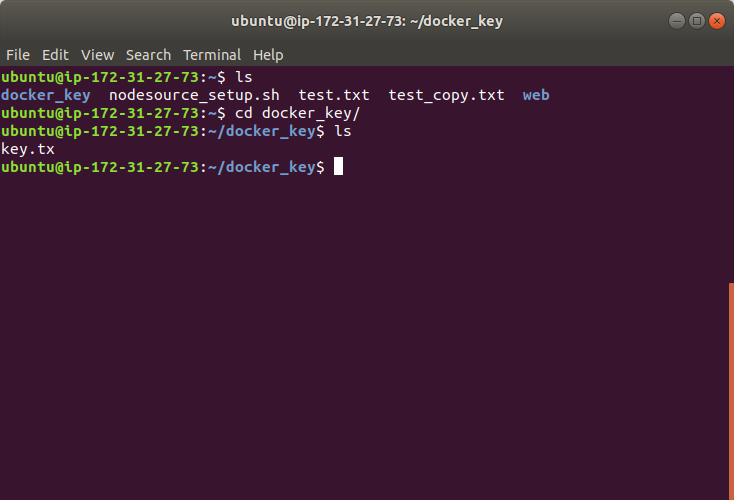 ubuntu@ip-172-31-27-73: ~/docker_key
File Edit View Search Terminal Help
ubuntu@ip-172-31-27-73:~$ ls
docker_key  nodesource_setup.sh  test.txt  test_copy.txt  web
ubuntu@ip-172-31-27-73:~$ cd docker_key/
ubuntu@ip-172-31-27-73:~/docker_key$ ls
key.tx
ubuntu@ip-172-31-27-73:~/docker_key$